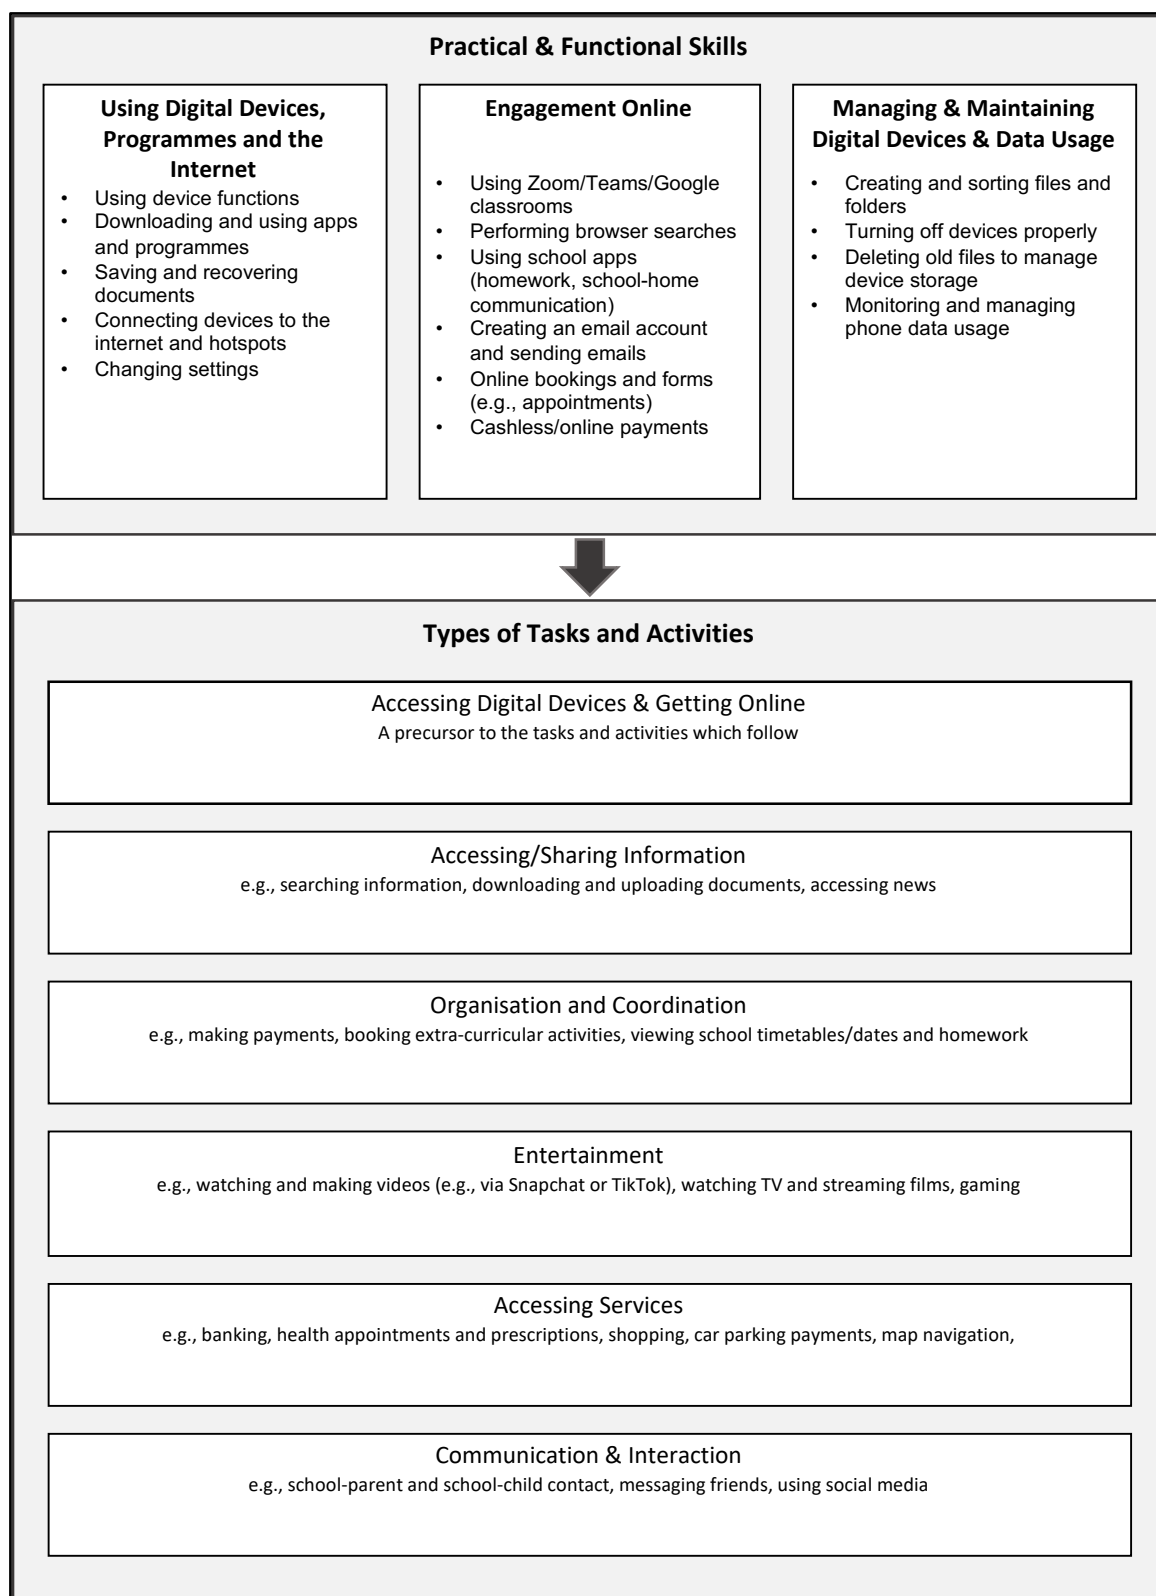 Practical & Functional Skills
Using Digital Devices,
Programmes and the
Internet
• Using device functions
• Downloading and using apps
and programmes
• Saving and recovering
documents
• Connecting devices to the
internet and hotspots
• Changing settings
Engagement Online
• Using Zoom/Teams/Google
classrooms
• Performing browser searches
• Using school apps
(homework, school-home
communication)
• Creating an email account
and sending emails
• Online bookings and forms
(e.g., appointments)
• Cashless/online payments
Managing & Maintaining
Digital Devices & Data Usage
• Creating and sorting files and
folders
• Turning off devices properly
• Deleting old files to manage
device storage
• Monitoring and managing
phone data usage
Types of Tasks and Activities
Accessing Digital Devices & Getting Online
A precursor to the tasks and activities which follow
Accessing/Sharing Information
e.g., searching information, downloading and uploading documents, accessing news
Organisation and Coordination
e.g., making payments, booking extra-curricular activities, viewing school timetables/dates and homework
Entertainment
e.g., watching and making videos (e.g., via Snapchat or TikTok), watching TV and streaming films, gaming
Accessing Services
e.g., banking, health appointments and prescriptions, shopping, car parking payments, map navigation,
Communication & Interaction
e.g., school-parent and school-child contact, messaging friends, using social media